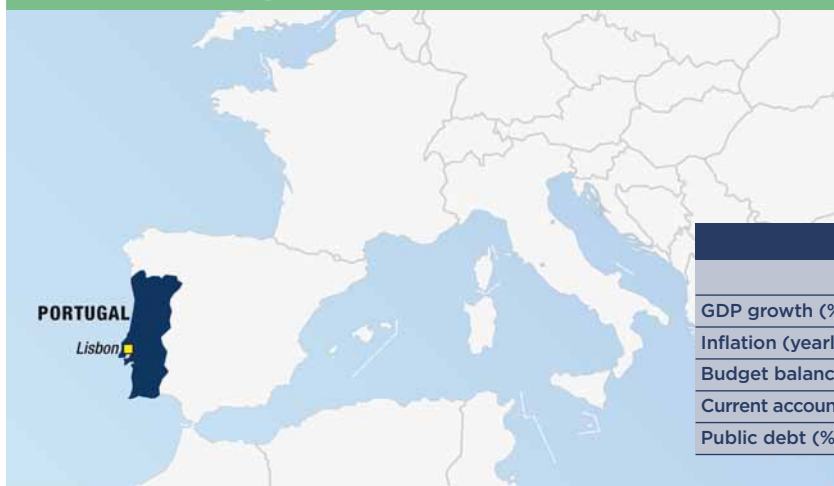 PORTUGAL
Lisbon
GDP growth (%
Inflation (yearl
Budget balanc
Current accoun
Public debt (%